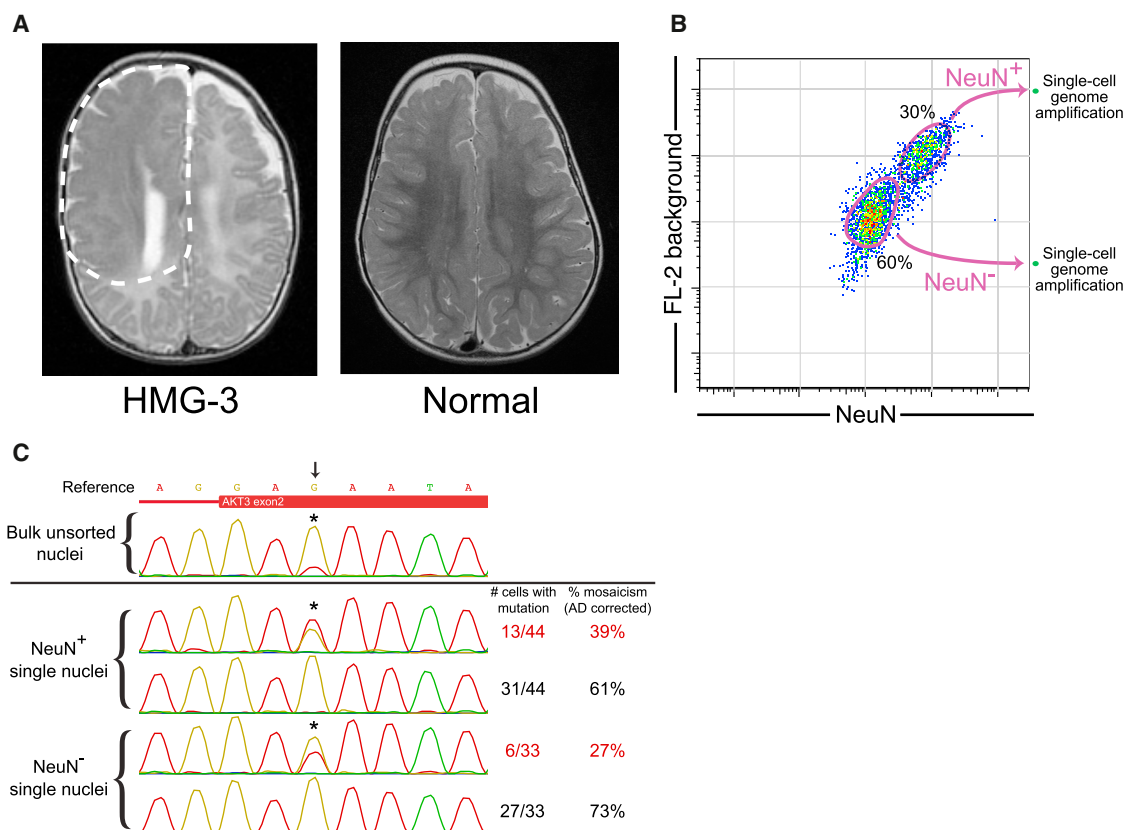 A
HMG-3
Normal
B
FL-2 background
NeuN+
30%
Single-cell
genome
amplification
60%
NeuN-
Single-cell
genome
amplification
NeuN
C
Reference
A G G A G A A T A
AKT3 exon2
Bulk unsorted
nuclei
*
# cells with
mutation
% mosaicism
(AD corrected)
NeuN+
single nuclei
*
13/44
39%
31/44
61%
NeuN-
single nuclei
*
6/33
27%
27/33
73%